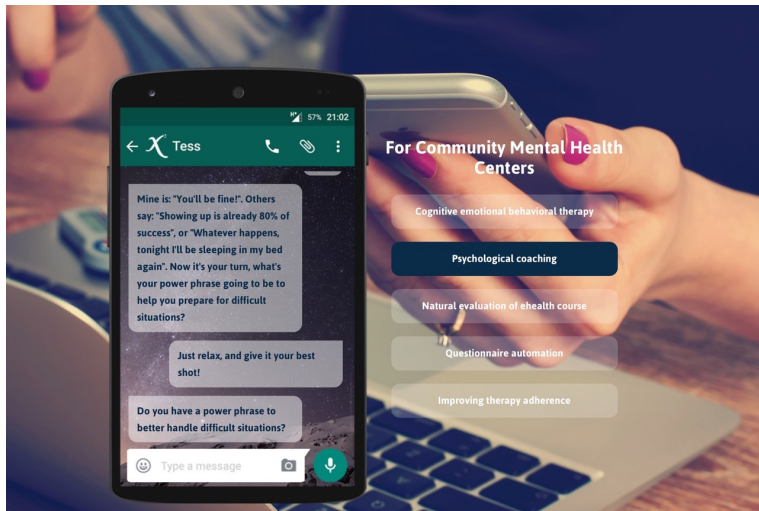 57% 21:02
Tess
Mine is: "You'll be fine!". Others
say: "Showing up is already 80% of
success", or "Whatever happens,
tonight I'll be sleeping in my bed
again". Now it's your turn, what's
your power phrase going to be to
help you prepare for difficult
situations?
Just relax, and give it your best
shot!
Do you have a power phrase to
better handle difficult situations?
Type a message
For Community Mental Health
Centers
Cognitive emotional behavioral therapy
Psychological coaching
Natural evaluation of ehealth course
Questionnaire automation
Improving therapy adherence